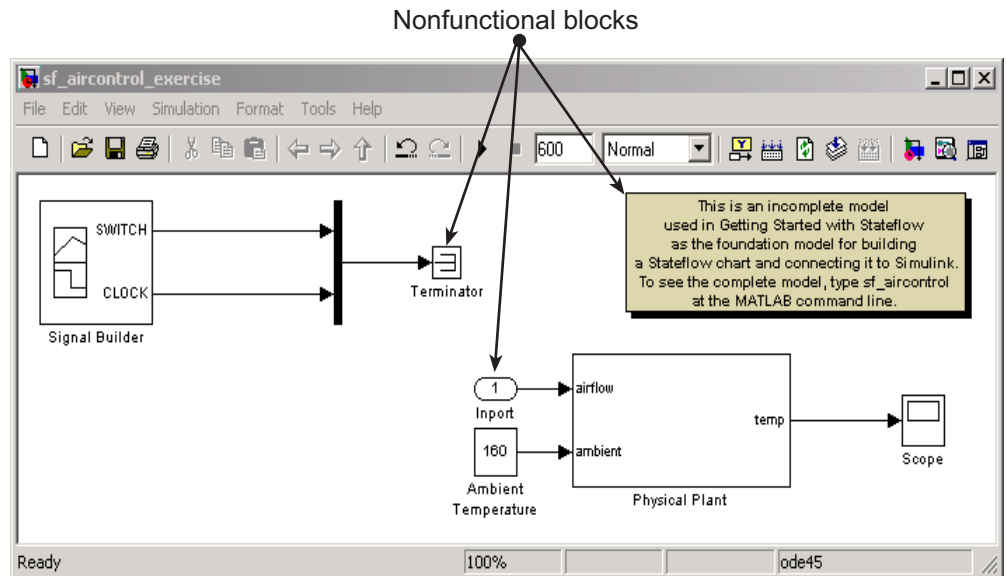 Nonfunctional blocks
sf_aircontrol_exercise
File Edit View Simulation Format Tools Help
600 Normal
SWITCH
CLOCK
Signal Builder
Terminator
This is an incomplete model
used in Getting Started with Stateflow
as the foundation model for building
a Stateflow chart and connecting it to Simulink.
To see the complete model, type sf_aircontrol
at the MATLAB command line.
1
Inport
airflow
160
ambient
Ambient
Temperature
temp
Physical Plant
Scope
Ready 100% ode45